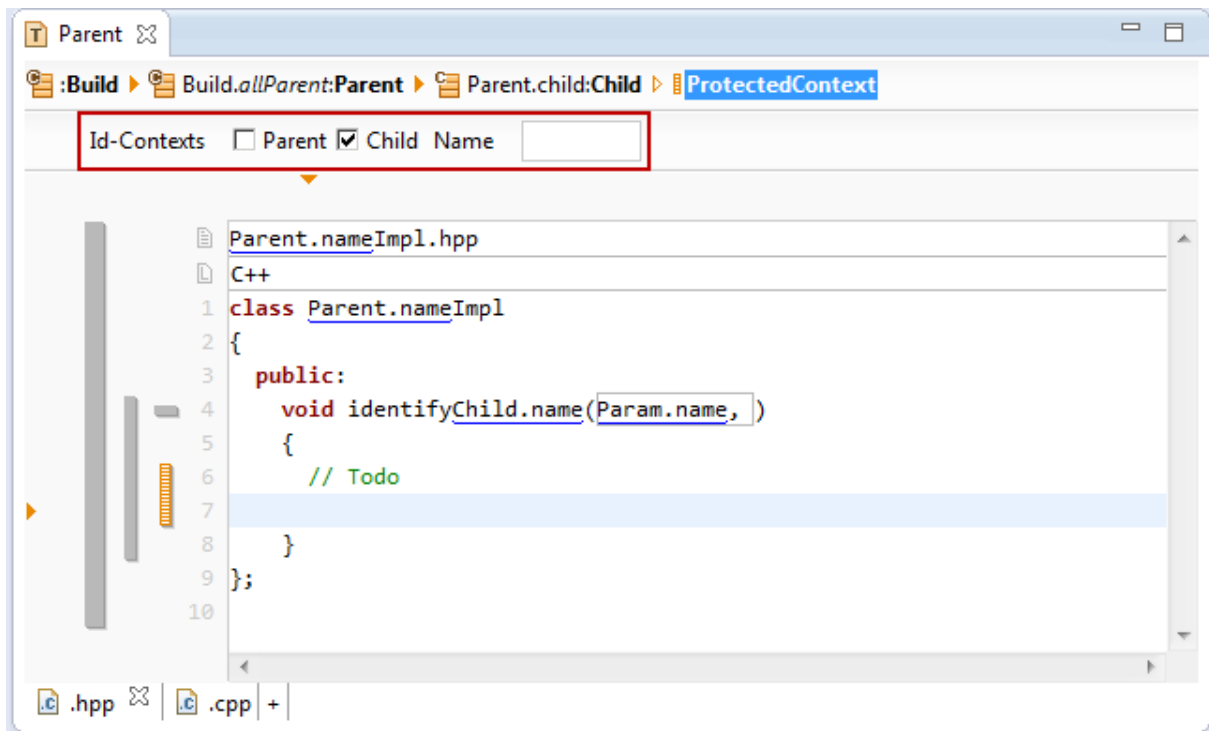 Parent
:Build Build.allParent:Parent Parent.child:Child ProtectedContext
Id-Contexts Parent Child Name
Parent.nameImpl.hpp
C++
1 class Parent.nameImpl
2 {
3 public:
4 void identifyChild.name(Param.name, )
5 {
6 // Todo
7
8 }
9 };
10
.hpp .cpp +